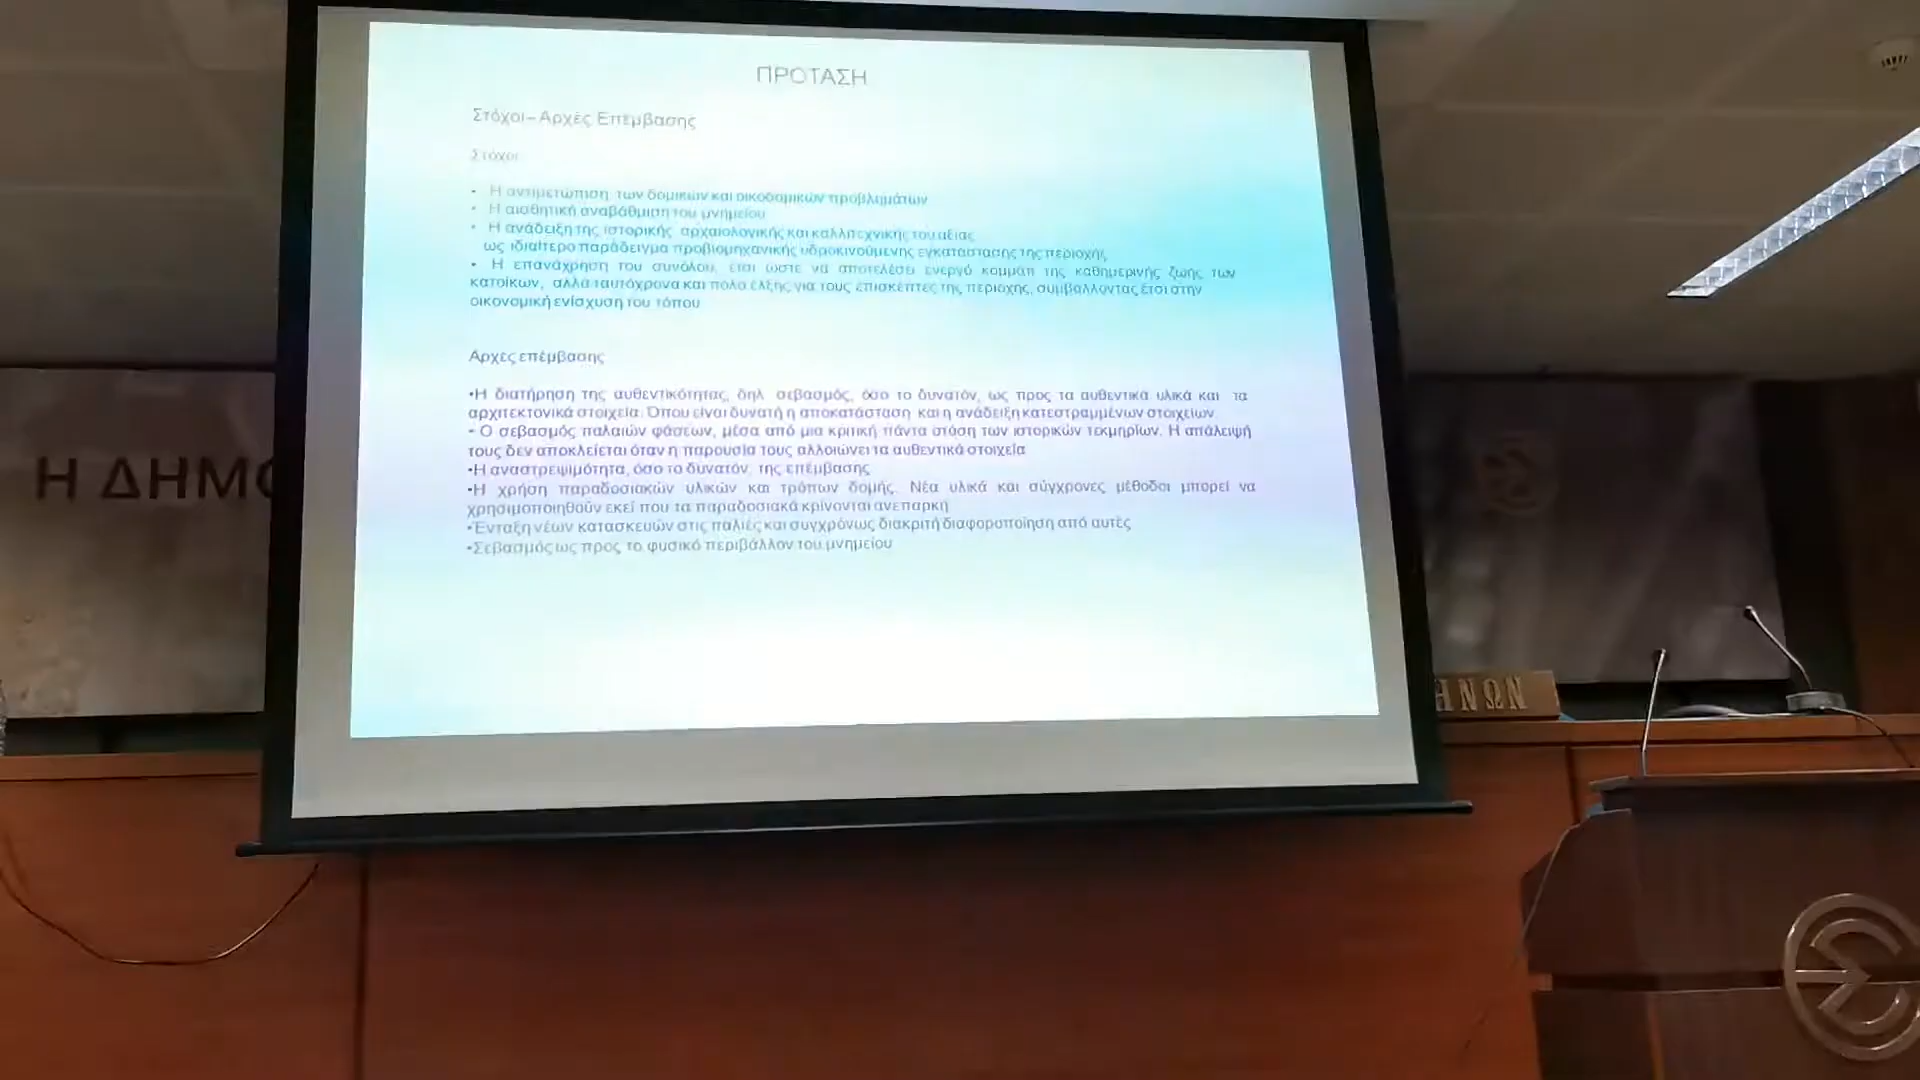 ΠΡΟΤΑΣΗ
Στόχοι – Αρχές Επέμβασης
Στόχοι
• Η αντιμετώπιση των δομικών και οικοδομικών προβλημάτων
• Η αισθητική αναβάθμιση του μνημείου
• Η ανάδειξη της ιστορικής αρχαιολογικής και καλλιτεχνικής του αξίας
ως ιδιαίτερο παράδειγμα προβιομηχανικής υδροκινούμενης εγκατάστασης της περιοχής
• Η επανάχρηση του συνόλου, έτσι ώστε να αποτελέσει ενεργό κομμάτι της καθημερινής ζωής των
κατοίκων, αλλά ταυτόχρονα και πόλο έλξης για τους επισκέπτες της περιοχής, συμβάλλοντας έτσι στην
οικονομική ενίσχυση του τόπου
Αρχές επέμβασης
•Η διατήρηση της αυθεντικότητας, δηλ σεβασμός, όσο το δυνατόν, ως προς τα αυθεντικά υλικά και τα
αρχιτεκτονικά στοιχεία. Όπου είναι δυνατή η αποκατάσταση και η ανάδειξη κατεστραμμένων στοιχείων.
• Ο σεβασμός παλαιών φάσεων, μέσα από μια κριτική πάντα στάση των ιστορικών τεκμηρίων. Η απάλειψή
τους δεν αποκλείεται όταν η παρουσία τους αλλοιώνει τα αυθεντικά στοιχεία
•Η αναστρεψιμότητα, όσο το δυνατόν, της επέμβασης
•Η χρήση παραδοσιακών υλικών και τρόπων δομής. Νέα υλικά και σύγχρονες μέθοδοι μπορεί να
χρησιμοποιηθούν εκεί που τα παραδοσιακά κρίνονται ανεπαρκή
•Ένταξη νέων κατασκευών στις παλιές και συγχρόνως διακριτή διαφοροποίηση από αυτές
•Σεβασμός ως προς το φυσικό περιβάλλον του μνημείου
Η ΔΗΜΟ
ΗΝΩΝ